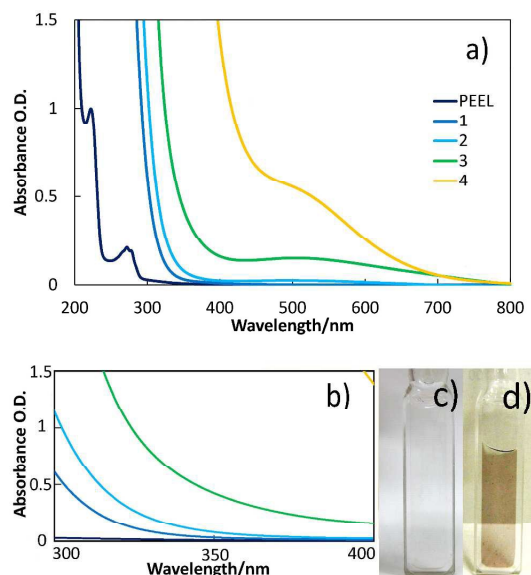 a)
Absorbance O.D.
1.5
1
0.5
0
200 300 400 500 600 700 800
Wavelength/nm
PEEL
1
2
3
4
b)
Absorbance O.D.
1.5
1
0.5
0
300 350 400
Wavelength/nm
c)
d)